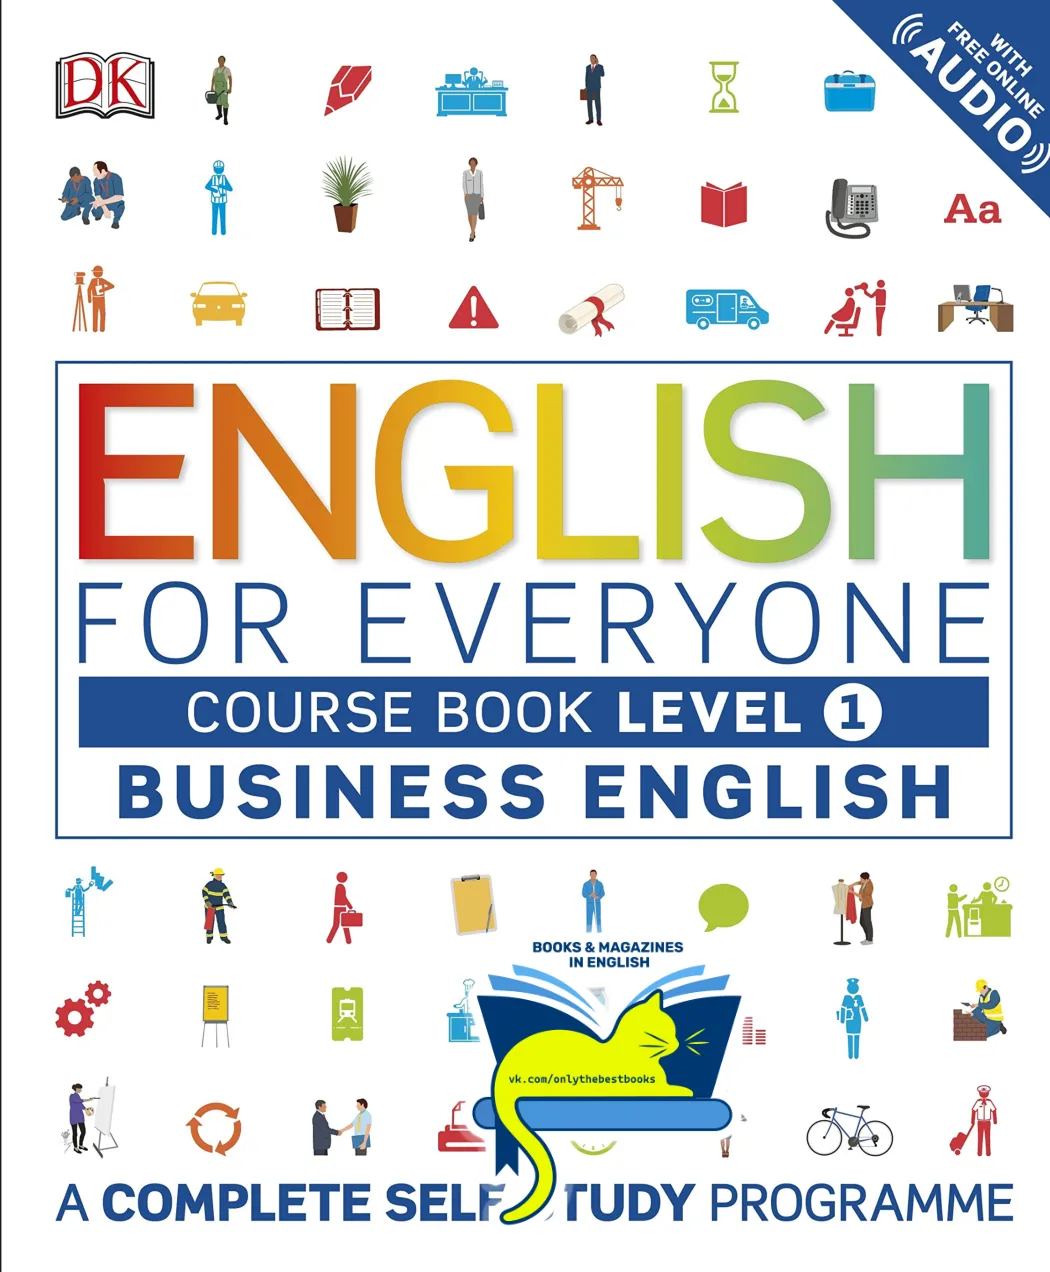 DK
WITH
FREE ONLINE
AUDIO
Aa
ENGLISH
FOR EVERYONE
COURSE BOOK LEVEL 1
BUSINESS ENGLISH
BOOKS & MAGAZINES
IN ENGLISH
vk.com/onlythebestbooks
A COMPLETE SELF STUDY PROGRAMME